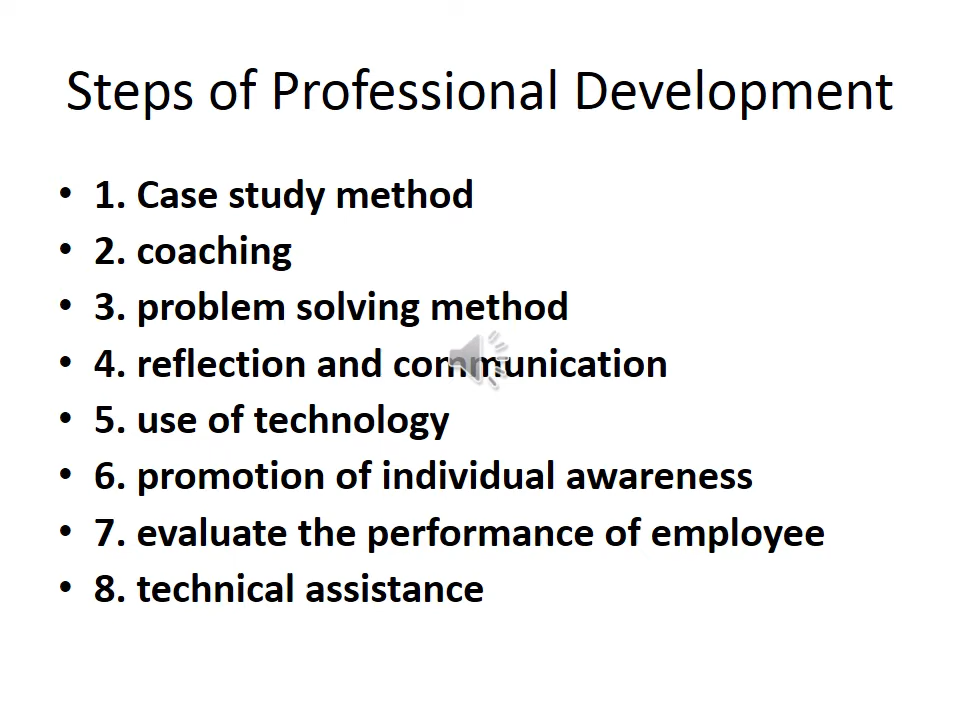 Steps of Professional Development
• 1. Case study method
• 2. coaching
• 3. problem solving method
• 4. reflection and communication
• 5. use of technology
• 6. promotion of individual awareness
• 7. evaluate the performance of employee
• 8. technical assistance